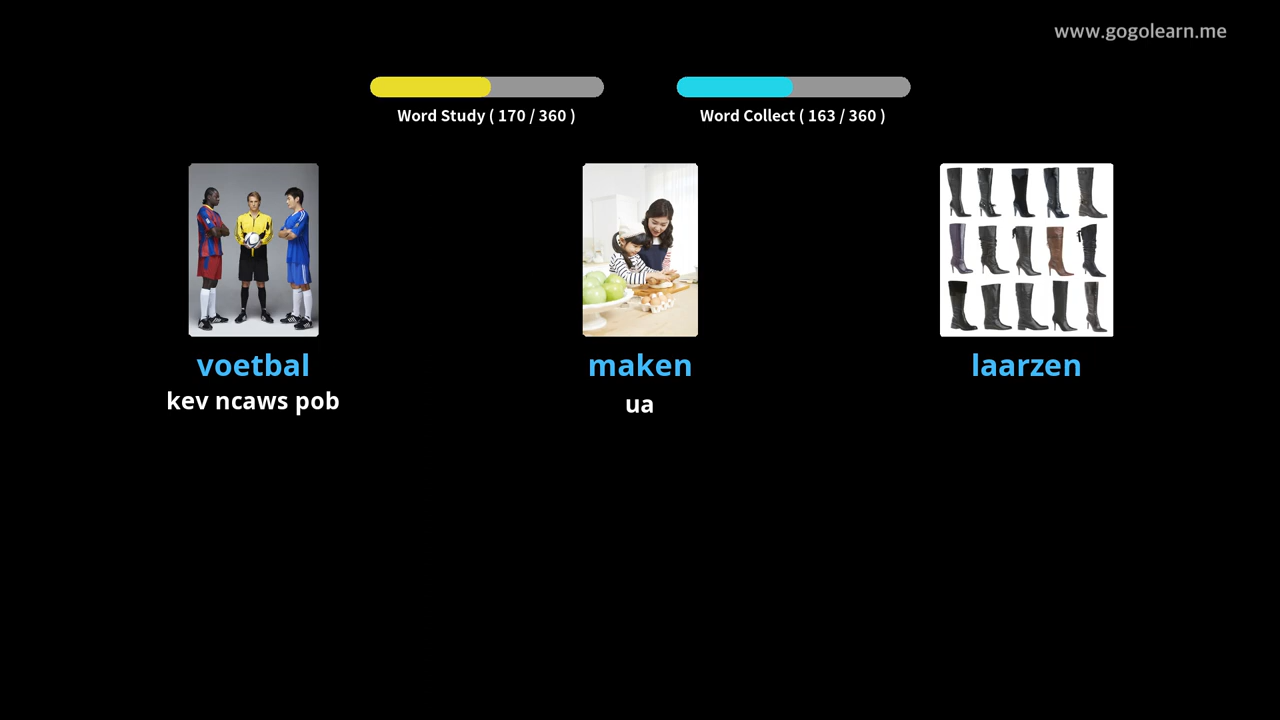 www.gogolearn.me
Word Study ( 170 / 360 )
Word Collect ( 163 / 360 )
voetbal
kev ncaws pob
maken
ua
laarzen